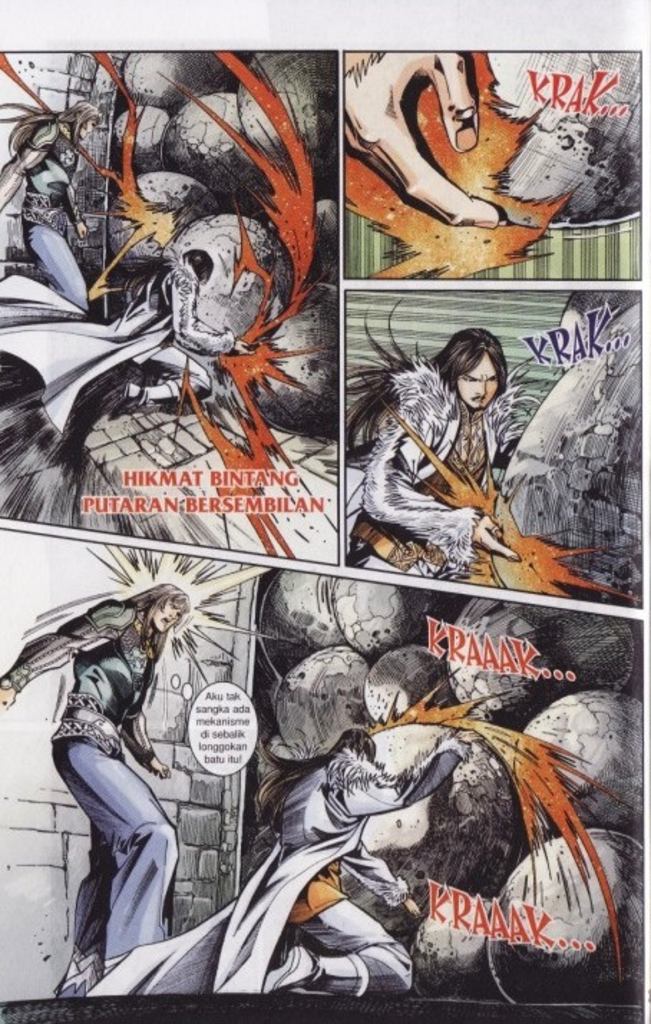 HIKMAT BINTANG
PUTARAN BERSEMBILAN
KRAK...
KRAK...
KRAAAK...
Aku tak
sangka ada
mekanisme
di sebalik
longgokan
batu itu!
KRAAAK...